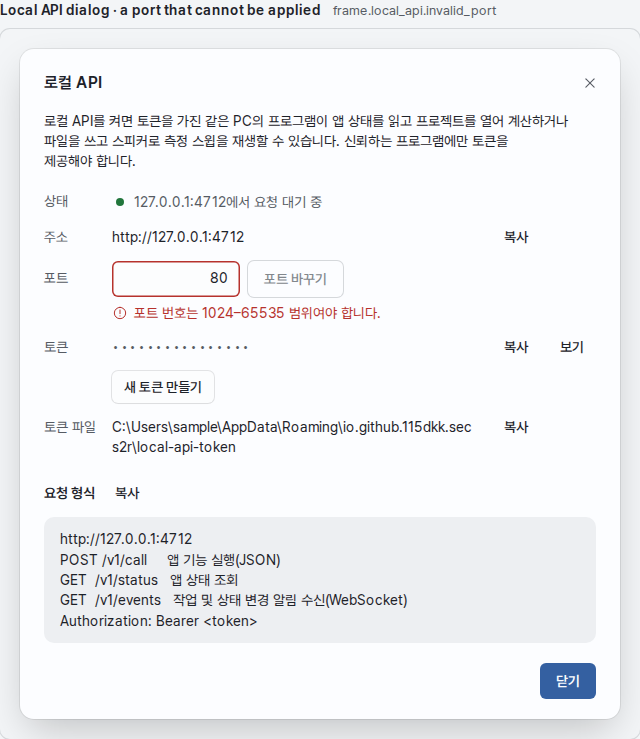 Local API dialog · a port that cannot be applied frame.local_api.invalid_port
로컬 API
로컬 API를 켜면 토큰을 가진 같은 PC의 프로그램이 앱 상태를 읽고 프로젝트를 열어 계산하거나
파일을 쓰고 스피커로 측정 스윕을 재생할 수 있습니다. 신뢰하는 프로그램에만 토큰을
제공해야 합니다.
상태 127.0.0.1:4712에서 요청 대기 중
주소 http://127.0.0.1:4712 복사
포트 80 포트 바꾸기
포트 번호는 1024–65535 범위여야 합니다.
토큰 •••••••••••••••• 복사 보기
새 토큰 만들기
토큰 파일 C:\Users\sample\AppData\Roaming\io.github.115dkk.sec 복사
s2r\local-api-token
요청 형식 복사
http://127.0.0.1:4712
POST /v1/call 앱 기능 실행(JSON)
GET /v1/status 앱 상태 조회
GET /v1/events 작업 및 상태 변경 알림 수신(WebSocket)
Authorization: Bearer <token>
닫기